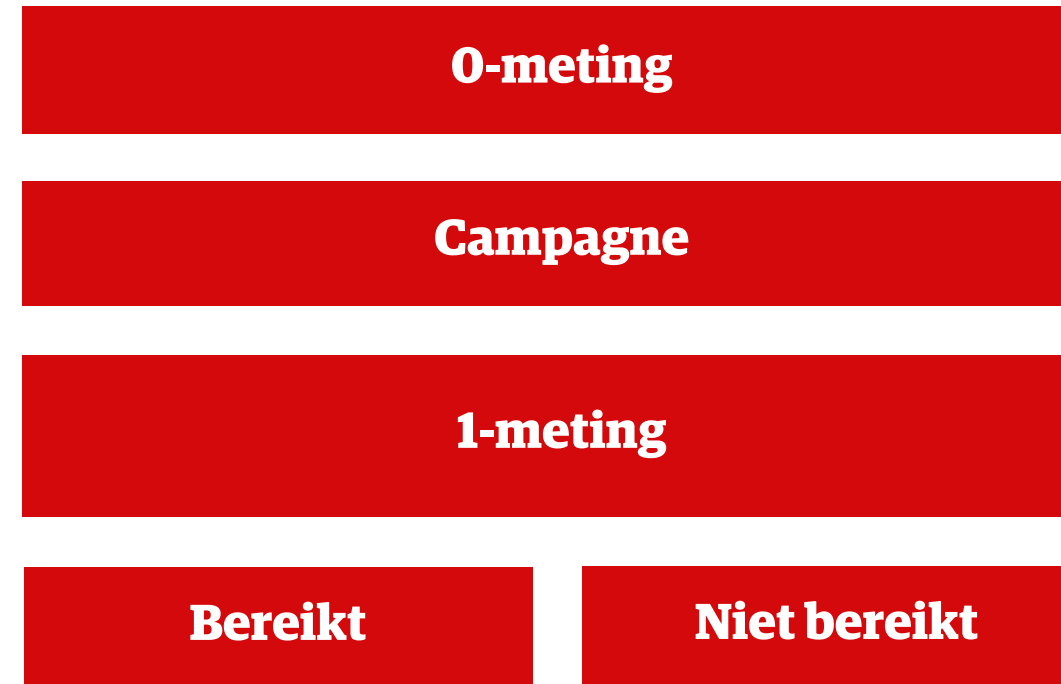 0-meting
Campagne
1-meting
Bereikt
Niet bereikt